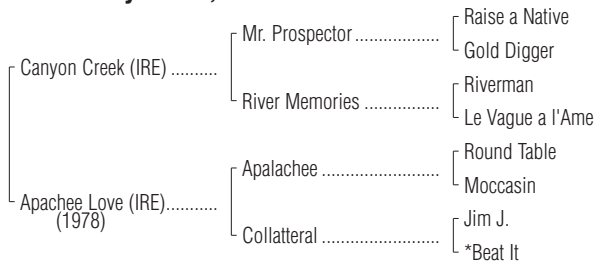 Raise a Native
Mr. Prospector ..................
Gold Digger
Canyon Creek (IRE) ..........
Riverman
River Memories ................
Le Vague a l'Ame
Round Table
Apalachee .........................
Moccasin
Apachee Love (IRE)...........
(1978)
Jim J.
Collatteral .........................
*Beat It